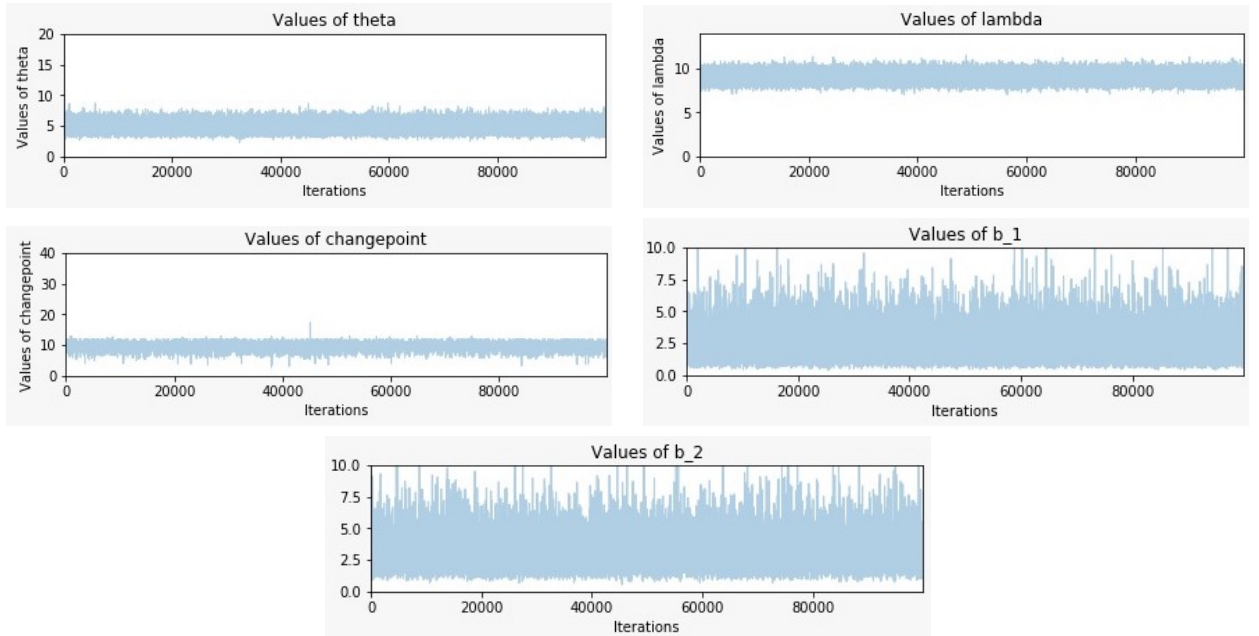 Values of theta
Values of theta
20
15
10
5
0
0 20000 40000 60000 80000
Iterations
Values of lambda
Values of lambda
10
5
0
0 20000 40000 60000 80000
Iterations
Values of changepoint
Values of changepoint
40
30
20
10
0
0 20000 40000 60000 80000
Iterations
Values of b_1
10.0
7.5
5.0
2.5
0.0
0 20000 40000 60000 80000
Iterations
Values of b_2
10.0
7.5
5.0
2.5
0.0
0 20000 40000 60000 80000
Iterations